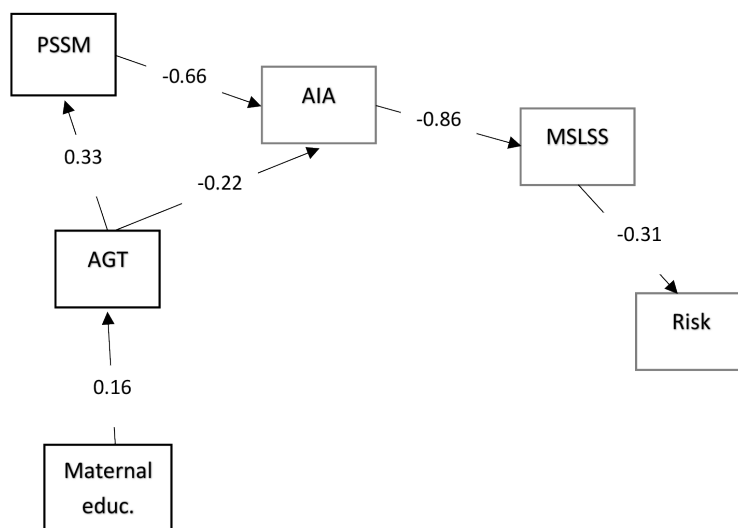 PSSM
-0.66
AIA
-0.86
MSLSS
0.33
-0.22
-0.31
AGT
Risk
0.16
Maternal
educ.